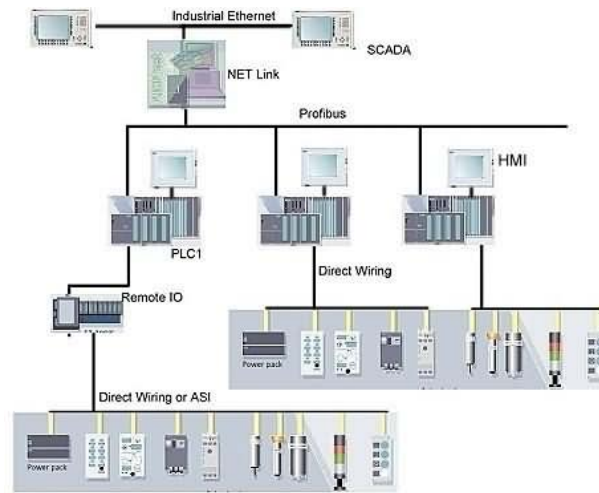 Industrial Ethernet
SCADA
NET Link
Profibus
HMI
PLC1
Direct Wiring
Remote IO
Power pack
Direct Wiring or ASI
Power pack